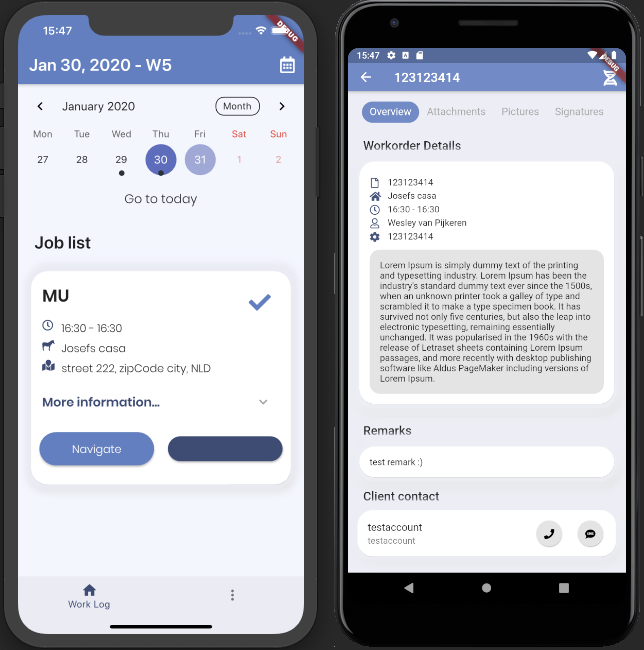 15:47
DEBUG
Jan 30, 2020 - W5
January 2020
Month
Mon Tue Wed Thu Fri Sat Sun
27 28 29 30 31 1 2
Go to today
Job list
MU
16:30 - 16:30
Josefs casa
street 222, zipCode city, NLD
More information...
Navigate
Work Log
15:47
DEBUG
123123414
Overview Attachments Pictures Signatures
Workorder Details
123123414
Josefs casa
16:30 - 16:30
Wesley van Pijkeren
123123414
Lorem Ipsum is simply dummy text of the printing
and typesetting industry. Lorem Ipsum has been the
industry's standard dummy text ever since the 1500s,
when an unknown printer took a galley of type and
scrambled it to make a type specimen book. It has
survived not only five centuries, but also the leap into
electronic typesetting, remaining essentially
unchanged. It was popularised in the 1960s with the
release of Letraset sheets containing Lorem Ipsum
passages, and more recently with desktop publishing
software like Aldus PageMaker including versions of
Lorem Ipsum.
Remarks
test remark :)
Client contact
testaccount
testaccount